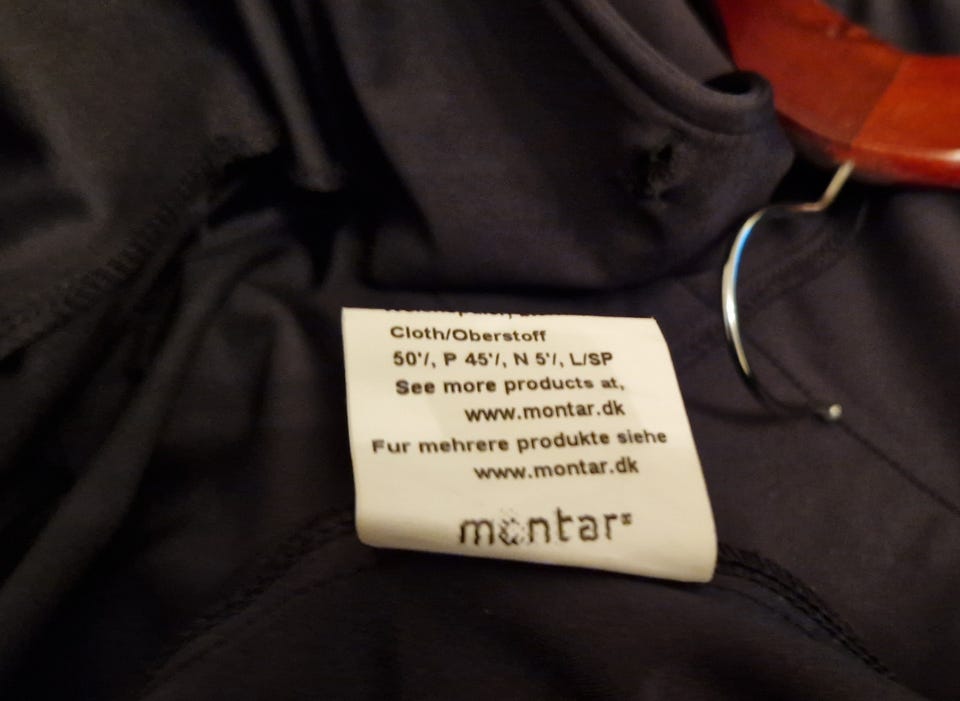 Cloth/Oberstoff
50%, P 45%, N 5%, L/SP
See more products at,
www.montar.dk
Fur mehrere produkte siehe
www.montar.dk
montar